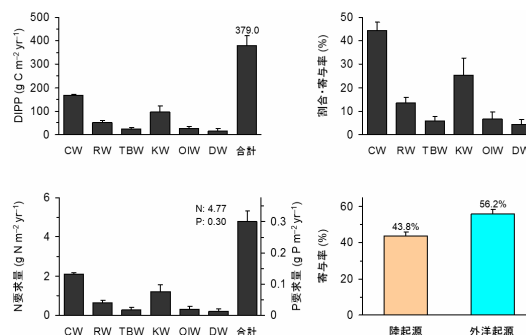 DIPP (g C m⁻² yr⁻¹)
500
400
300
200
100
0
379.0
CW RW TBW KW OIW DW 合計
割合・寄与率 (%)
50
40
30
20
10
0
CW RW TBW KW OIW DW
N要求量 (g N m⁻² yr⁻¹)
6
4
2
0
N: 4.77
P: 0.30
0.3
0.2
0.1
0
P要求量 (g P m⁻² yr⁻¹)
CW RW TBW KW OIW DW 合計
寄与率 (%)
60
40
20
0
43.8%
56.2%
陸起源 外洋起源